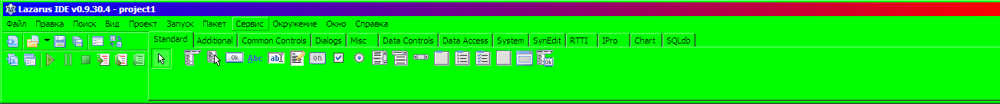 Lazarus IDE v0.9.30.4 - project1
Файл Правка Поиск Вид Проект Запуск Пакет Сервис Окружение Окно Справка
Standard Additional Common Controls Dialogs Misc Data Controls Data Access System SynEdit RTTI IPro Chart SQLdb
Ok Abc ab on Ok